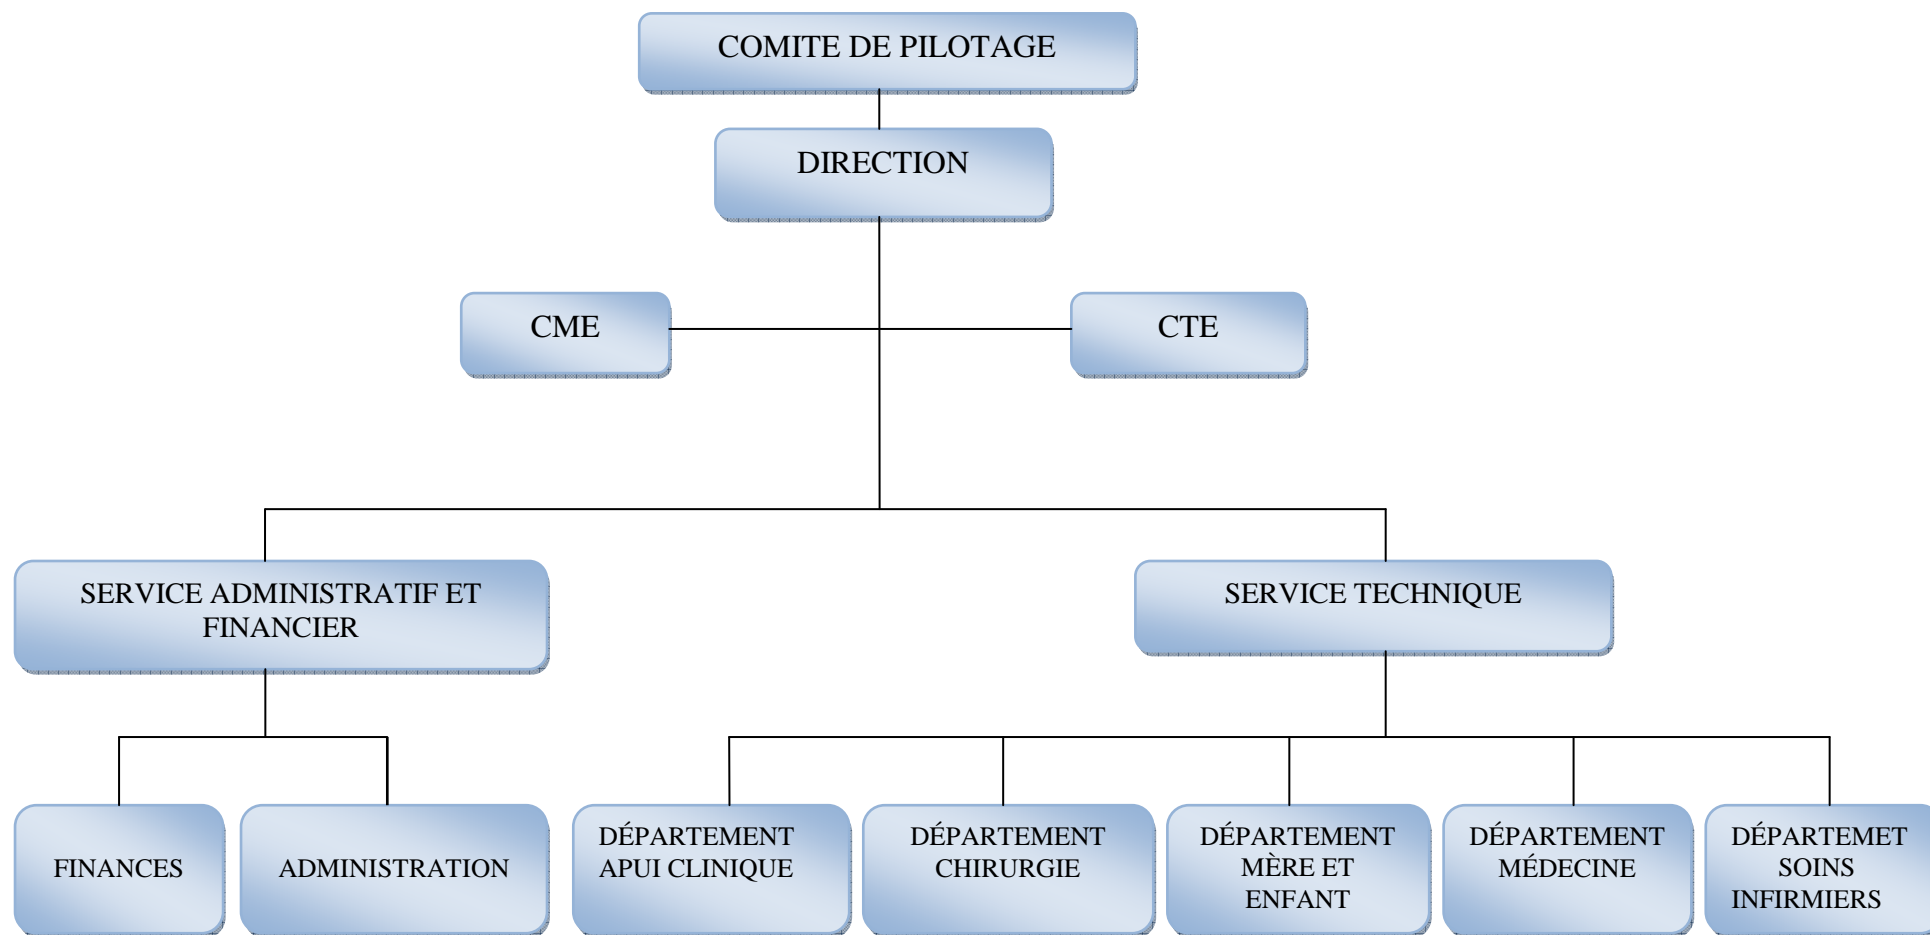 COMITE DE PILOTAGE
DIRECTION
CME
CTE
SERVICE ADMINISTRATIF ET
FINANCIER
SERVICE TECHNIQUE
FINANCES
ADMINISTRATION
DÉPARTEMENT
APUI CLINIQUE
DÉPARTEMENT
CHIRURGIE
DÉPARTEMENT
MÈRE ET
ENFANT
DÉPARTEMENT
MÉDECINE
DÉPARTEMET
SOINS
INFIRMIERS